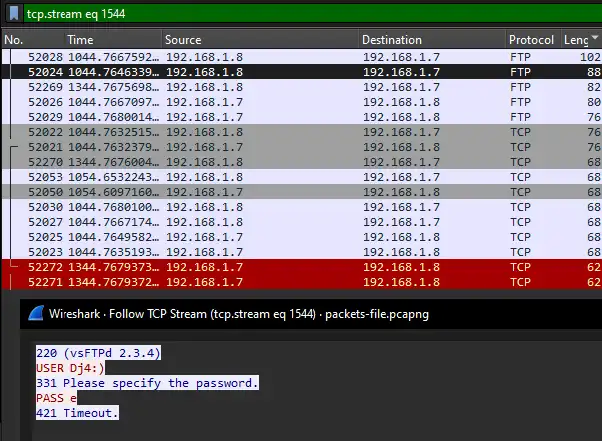 tcp.stream eq 1544
No. Time Source Destination Protocol Leng
52028 1044.7667592… 192.168.1.8 192.168.1.7 FTP 102
52024 1044.7646339… 192.168.1.8 192.168.1.7 FTP 88
52269 1344.7675698… 192.168.1.8 192.168.1.7 FTP 82
52026 1044.7667097… 192.168.1.7 192.168.1.8 FTP 80
52029 1044.7680014… 192.168.1.7 192.168.1.8 FTP 76
52022 1044.7632515… 192.168.1.8 192.168.1.7 TCP 76
52021 1044.7632379… 192.168.1.7 192.168.1.8 TCP 76
52270 1344.7676004… 192.168.1.8 192.168.1.7 TCP 68
52053 1054.6532243… 192.168.1.8 192.168.1.7 TCP 68
52050 1054.6097160… 192.168.1.7 192.168.1.8 TCP 68
52030 1044.7680100… 192.168.1.8 192.168.1.7 TCP 68
52027 1044.7667174… 192.168.1.8 192.168.1.7 TCP 68
52025 1044.7649582… 192.168.1.7 192.168.1.8 TCP 68
52023 1044.7635193… 192.168.1.7 192.168.1.8 TCP 68
52272 1344.7679373… 192.168.1.7 192.168.1.8 TCP 62
52271 1344.7679372… 192.168.1.7 192.168.1.8 TCP 62
Wireshark · Follow TCP Stream (tcp.stream eq 1544) · packets-file.pcapng
220 (vsFTPd 2.3.4)
USER Dj4:)
331 Please specify the password.
PASS e
421 Timeout.